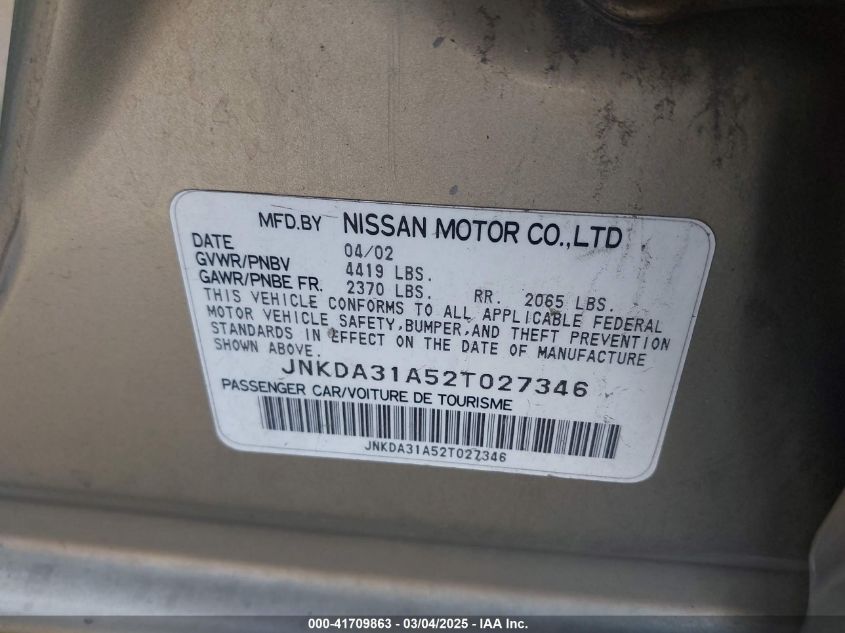 MFD.BY NISSAN MOTOR CO.,LTD
DATE 04/02
GVWR/PNBV 4419 LBS.
GAWR/PNBE FR. 2370 LBS. RR. 2065 LBS.
THIS VEHICLE CONFORMS TO ALL APPLICABLE FEDERAL
MOTOR VEHICLE SAFETY,BUMPER,AND THEFT PREVENTION
STANDARDS IN EFFECT ON THE DATE OF MANUFACTURE
SHOWN ABOVE.
JNKDA31A52T027346
PASSENGER CAR/VOITURE DE TOURISME
JNKDA31A52T027346
000-41709863 - 03/04/2025 - IAA, Inc.